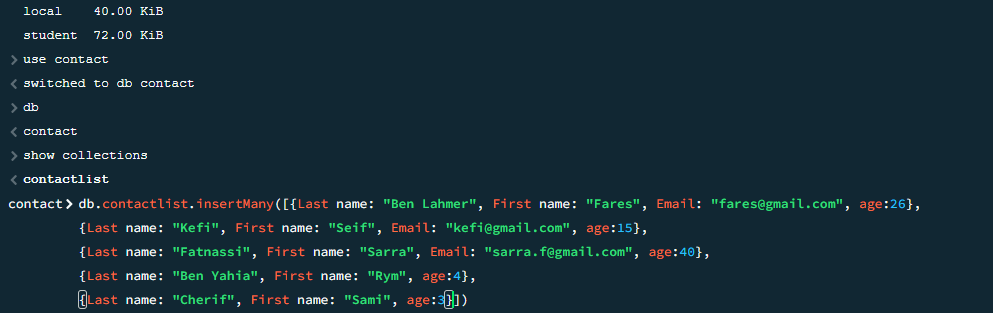 local 40.00 KiB
student 72.00 KiB
> use contact
< switched to db contact
> db
< contact
> show collections
< contactlist
contact> db.contactlist.insertMany([{Last name: "Ben Lahmer", First name: "Fares", Email: "fares@gmail.com", age:26},
{Last name: "Kefi", First name: "Seif", Email: "kefi@gmail.com", age:15},
{Last name: "Fatnassi", First name: "Sarra", Email: "sarra.f@gmail.com", age:40},
{Last name: "Ben Yahia", First name: "Rym", age:4},
{Last name: "Cherif", First name: "Sami", age:3}])